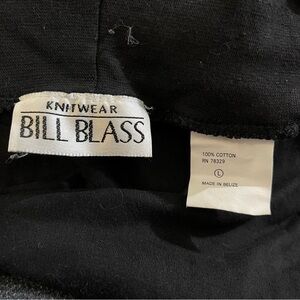 KNITWEAR
BILL BLASS
100% COTTON
RN 78329
L
MADE IN BELIZE